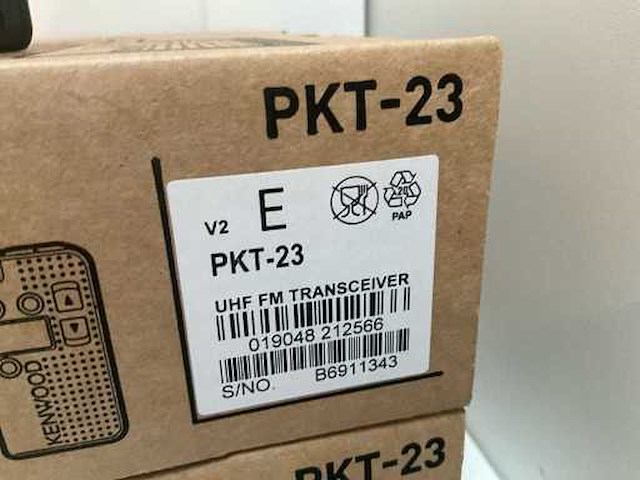 PKT-23
V2 E
20
PAP
PKT-23
UHF FM TRANSCEIVER
019048 212566
S/NO. B6911343
KENWOOD
PKT-23